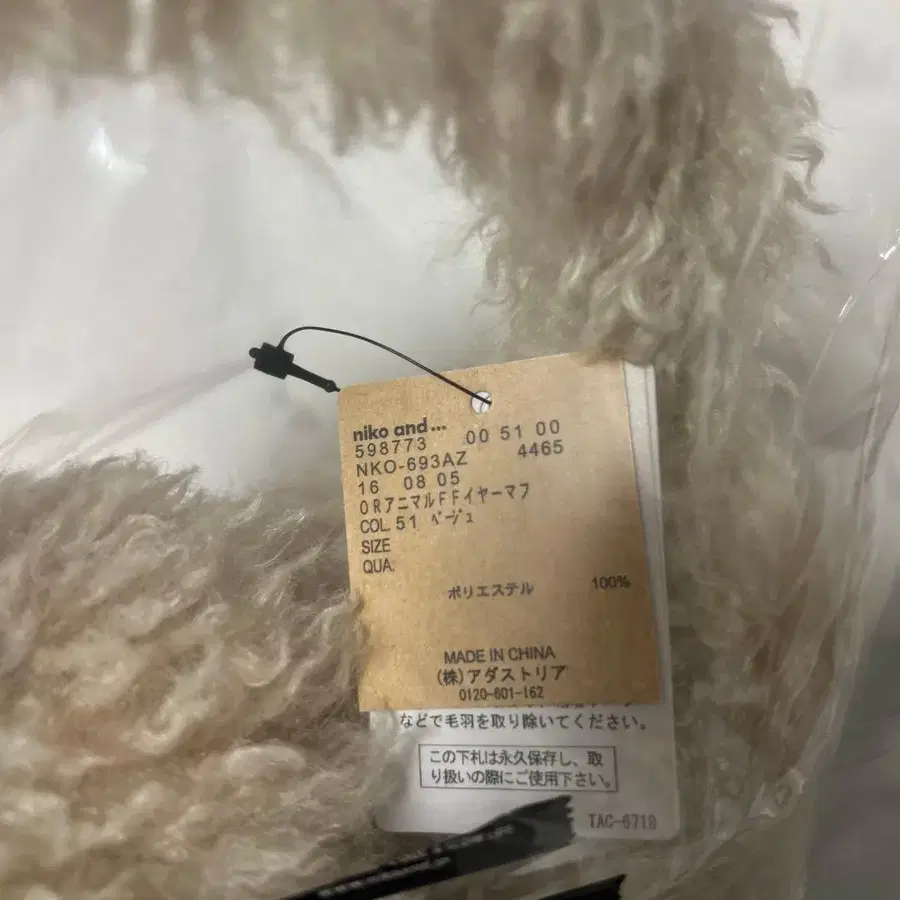 niko and...
598773 00 51 00
NKO-693AZ 4465
16 08 05
ORアニマルFFイヤーマフ
COL. 51 ベージュ
SIZE
QUA.
ポリエステル 100%
MADE IN CHINA
(株)アダストリア
0120-601-162
などで毛羽を取り除いてください。
この下札は永久保存し、取
り扱いの際にご使用下さい。
TAC-6719